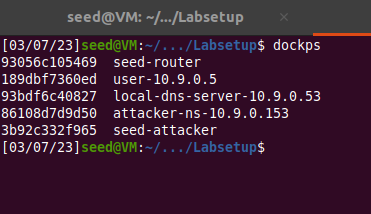 seed@VM: ~/.../Labsetup ×
[03/07/23]seed@VM:~/.../Labsetup$ dockps
93056c105469 seed-router
189dbf7360ed user-10.9.0.5
93bdf6c40827 local-dns-server-10.9.0.53
86108d7d9d50 attacker-ns-10.9.0.153
3b92c332f965 seed-attacker
[03/07/23]seed@VM:~/.../Labsetup$